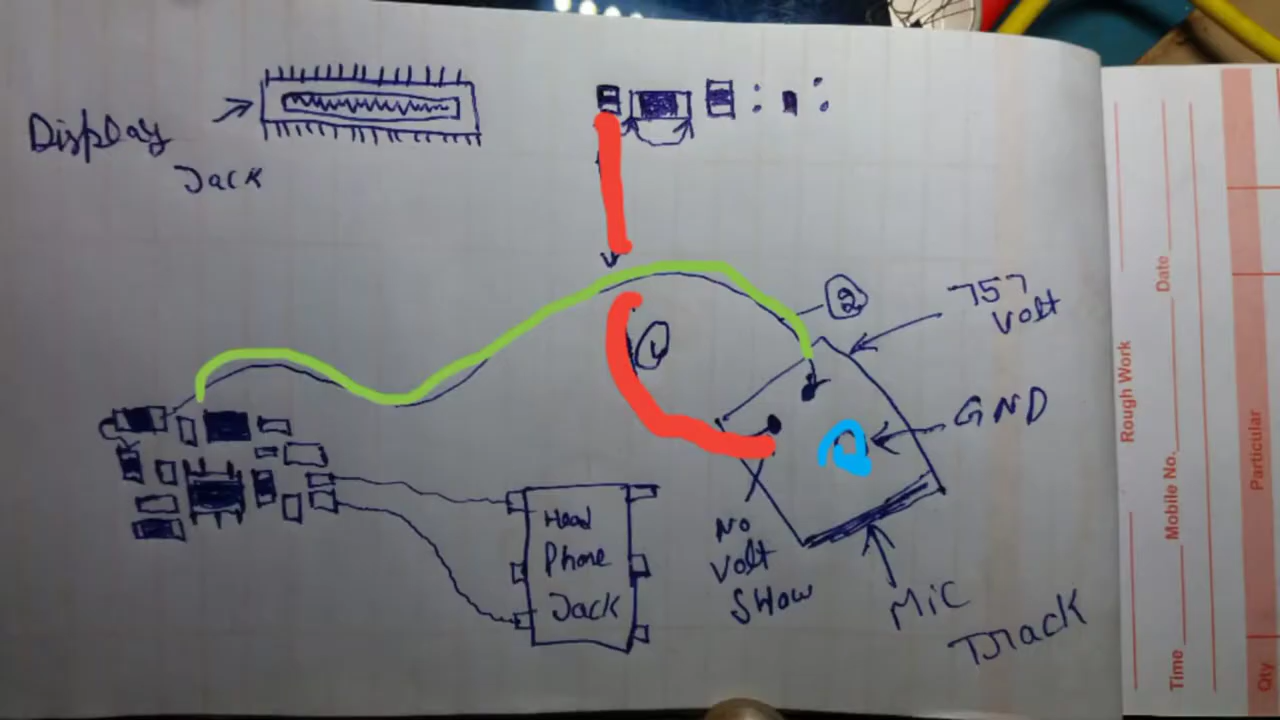 Display
Jack
2
757
Volt
1
GND
Head
Phone
Jack
No
Volt
Show
Mic
Track
Rough Work
Time
Mobile No.
Date
Particular
Qty